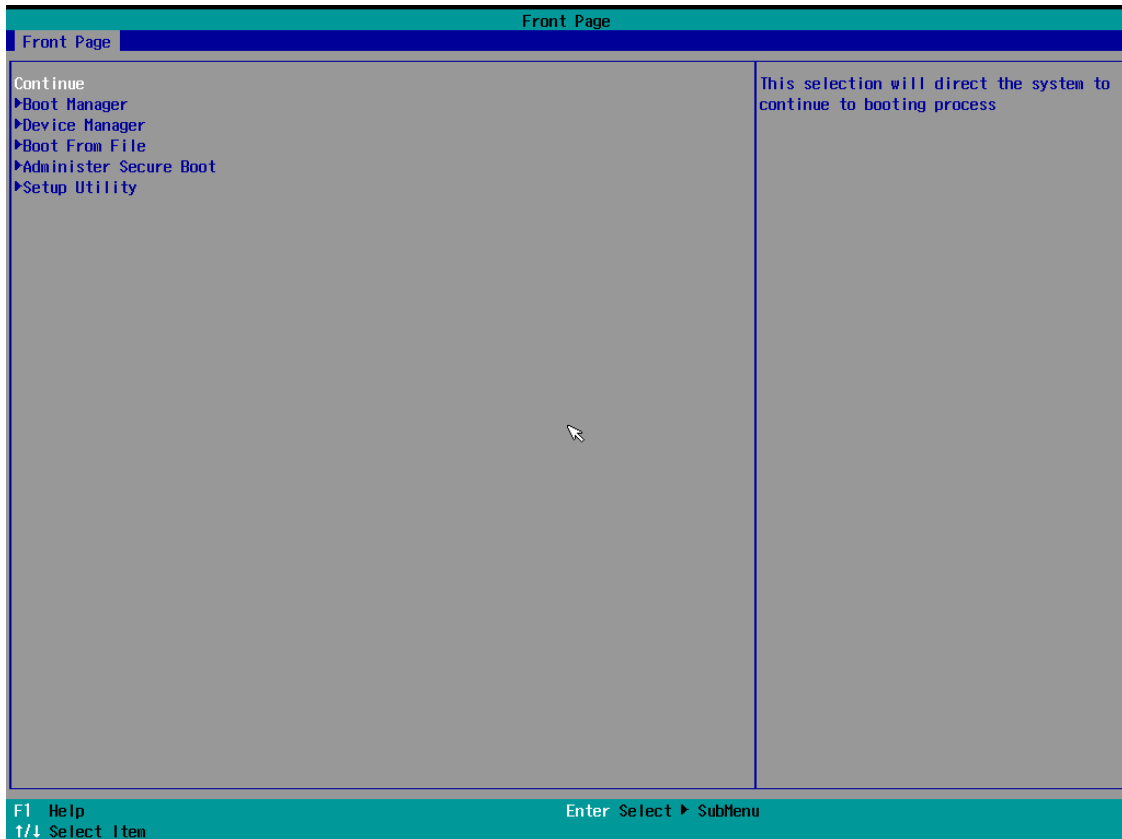 Front Page
Front Page
Continue
▶Boot Manager
▶Device Manager
▶Boot From File
▶Administer Secure Boot
▶Setup Utility
This selection will direct the system to
continue to booting process
F1 Help
Enter Select ▶ SubMenu
↑/↓ Select Item